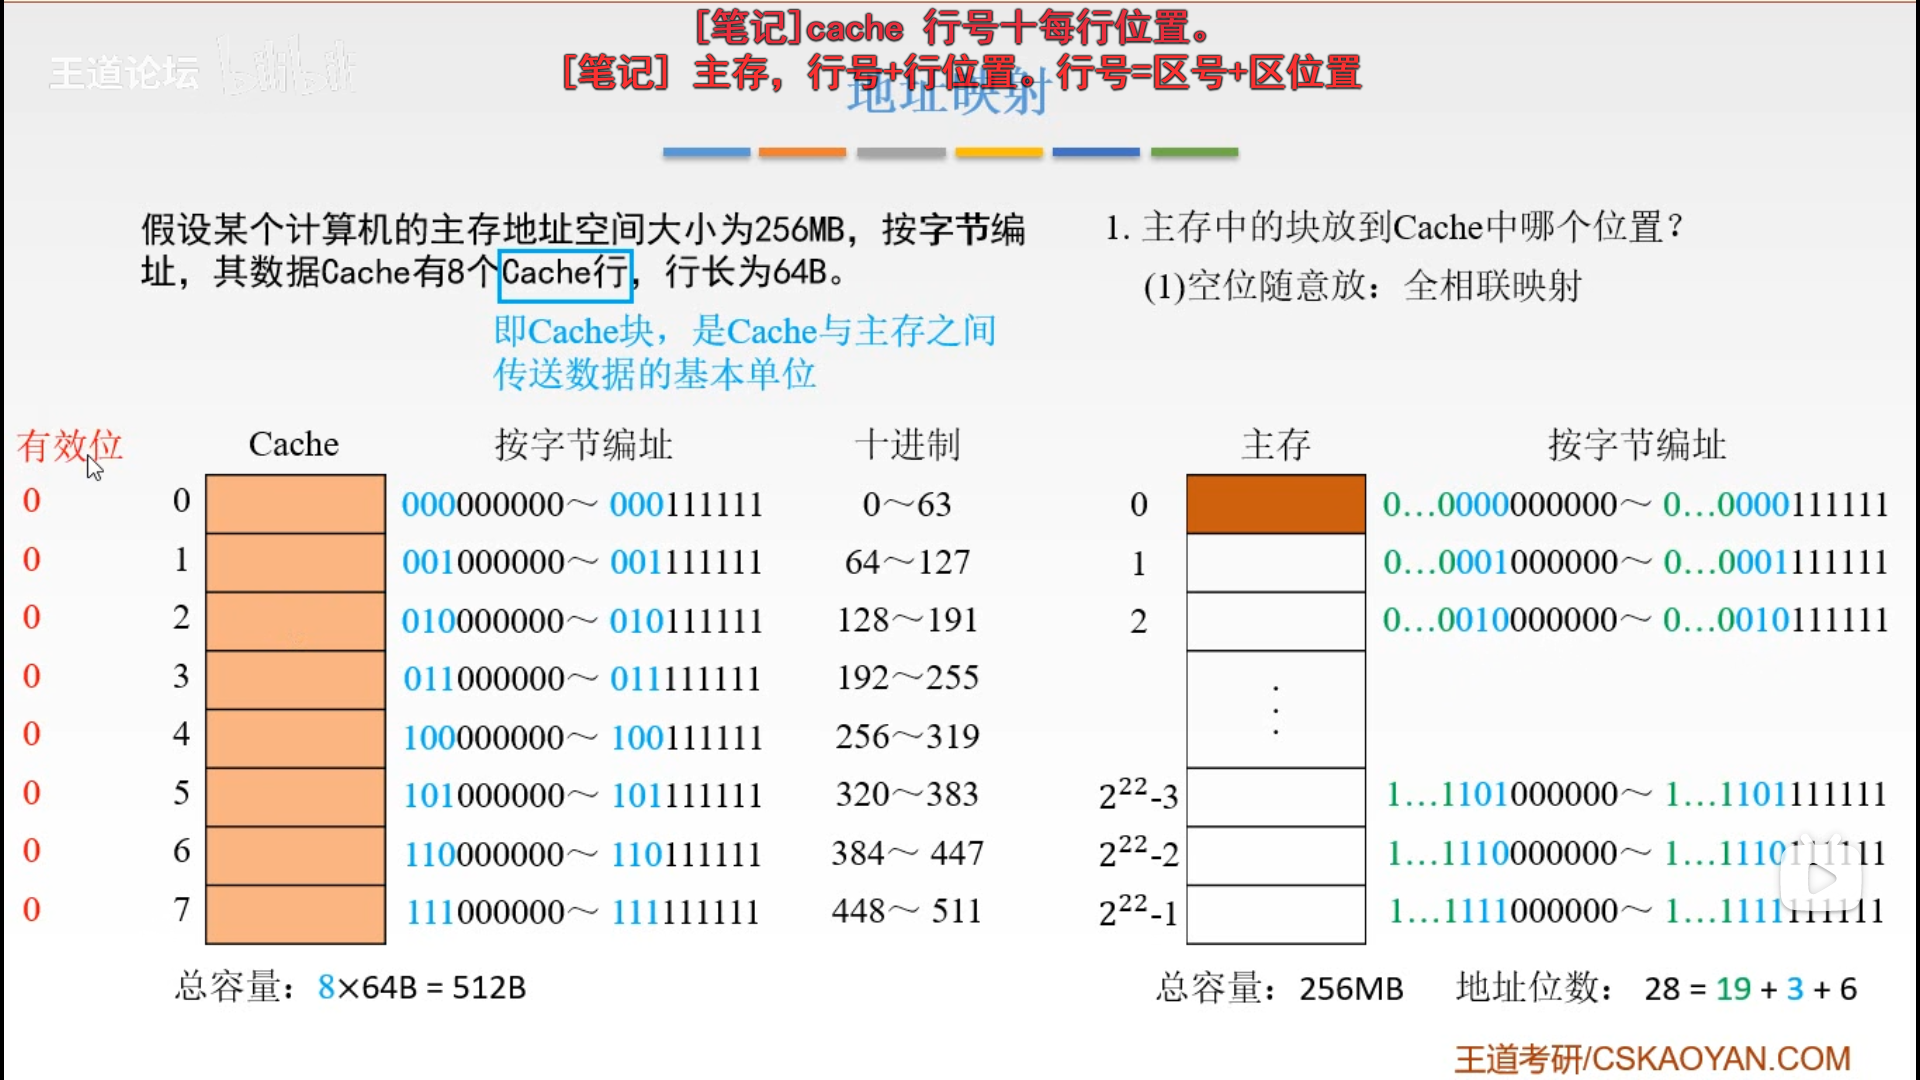 [笔记]cache 行号十每行位置。
[笔记] 主存，行号+行位置。行号=区号+区位置
王道论坛 bilibili
地址映射
假设某个计算机的主存地址空间大小为256MB，按字节编
址，其数据Cache有8个Cache行，行长为64B。
即Cache块，是Cache与主存之间
传送数据的基本单位
1. 主存中的块放到Cache中哪个位置？
(1)空位随意放：全相联映射
有效位 Cache 按字节编址 十进制
0 0 000000000～ 000111111 0～63
0 1 001000000～ 001111111 64～127
0 2 010000000～ 010111111 128～191
0 3 011000000～ 011111111 192～255
0 4 100000000～ 100111111 256～319
0 5 101000000～ 101111111 320～383
0 6 110000000～ 110111111 384～ 447
0 7 111000000～ 111111111 448～ 511
总容量：8×64B = 512B
主存 按字节编址
0 0…0000000000～ 0…0000111111
1 0…0001000000～ 0…0001111111
2 0…0010000000～ 0…0010111111
⋮
2²²-3 1…1101000000～ 1…1101111111
2²²-2 1…1110000000～ 1…1110111111
2²²-1 1…1111000000～ 1…1111111111
总容量：256MB 地址位数： 28 = 19 + 3 + 6
王道考研/CSKAOYAN.COM